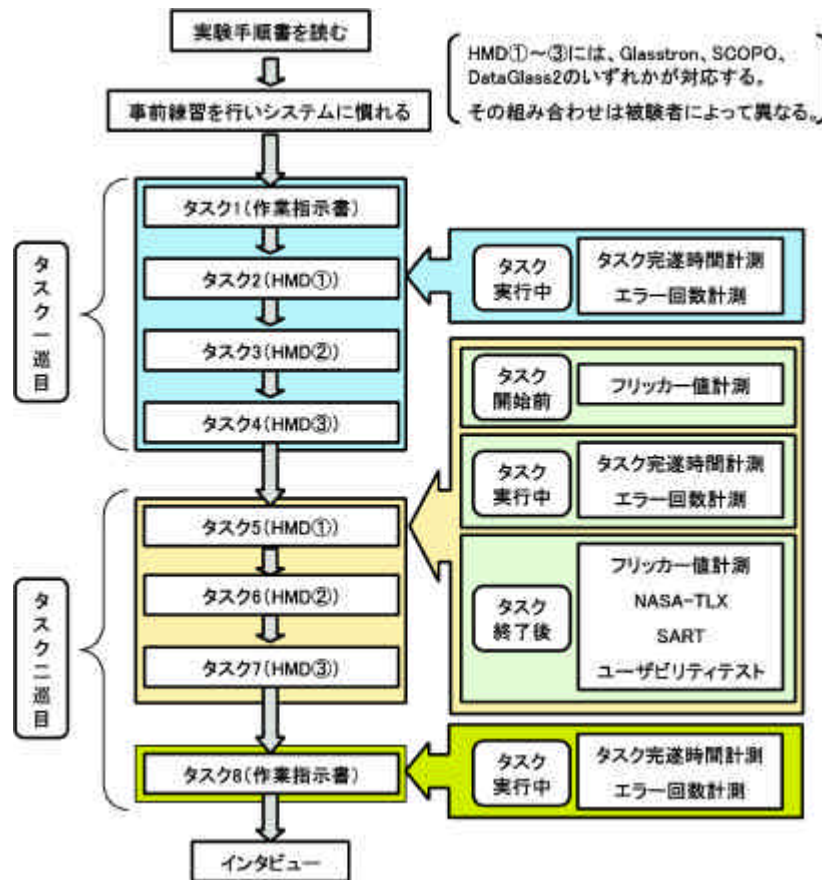 実験手順書を読む
HMD①～③には、Glasstron、SCOPO、
DataGlass2のいずれかが対応する。
その組み合わせは被験者によって異なる。
事前練習を行いシステムに慣れる
タスク一巡目
タスク1(作業指示書)
タスク2(HMD①)
タスク3(HMD②)
タスク4(HMD③)
タスク
実行中
タスク完遂時間計測
エラー回数計測
タスク
開始前
フリッカー値計測
タスク
実行中
タスク完遂時間計測
エラー回数計測
タスク
終了後
フリッカー値計測
NASA-TLX
SART
ユーザビリティテスト
タスク二巡目
タスク5(HMD①)
タスク6(HMD②)
タスク7(HMD③)
タスク8(作業指示書)
タスク
実行中
タスク完遂時間計測
エラー回数計測
インタビュー